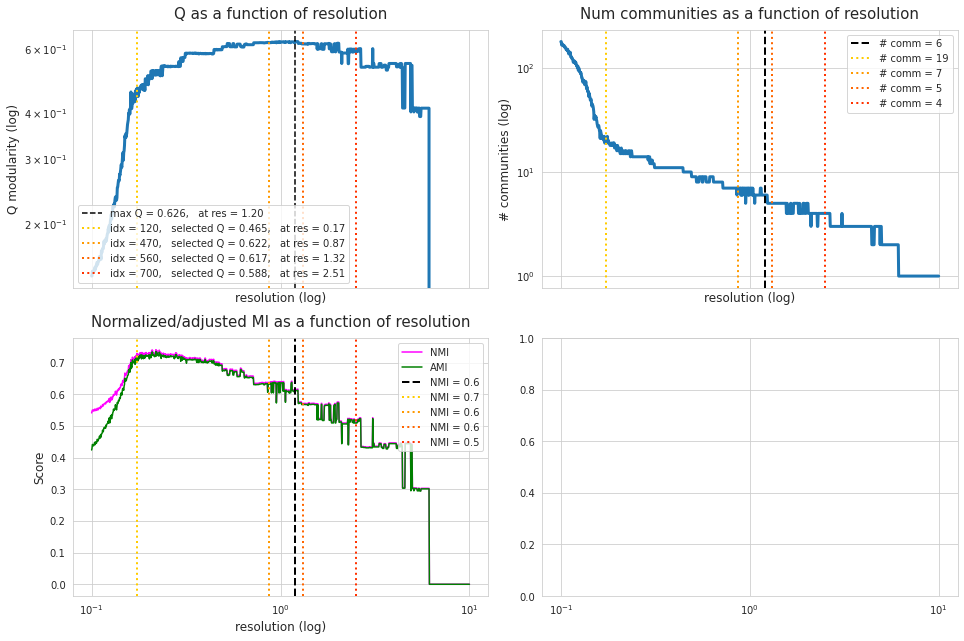 Q as a function of resolution
6 × 10⁻¹
4 × 10⁻¹
3 × 10⁻¹
2 × 10⁻¹
Q modularity (log)
max Q = 0.626, at res = 1.20
idx = 120, selected Q = 0.465, at res = 0.17
idx = 470, selected Q = 0.622, at res = 0.87
idx = 560, selected Q = 0.617, at res = 1.32
idx = 700, selected Q = 0.588, at res = 2.51
resolution (log)
Num communities as a function of resolution
10²
10¹
10⁰
# communities (log)
# comm = 6
# comm = 19
# comm = 7
# comm = 5
# comm = 4
resolution (log)
Normalized/adjusted MI as a function of resolution
0.7
0.6
0.5
0.4
0.3
0.2
0.1
0.0
Score
NMI
AMI
NMI = 0.6
NMI = 0.7
NMI = 0.6
NMI = 0.6
NMI = 0.5
10⁻¹ 10⁰ 10¹
resolution (log)
1.0
0.8
0.6
0.4
0.2
0.0
10⁻¹ 10⁰ 10¹